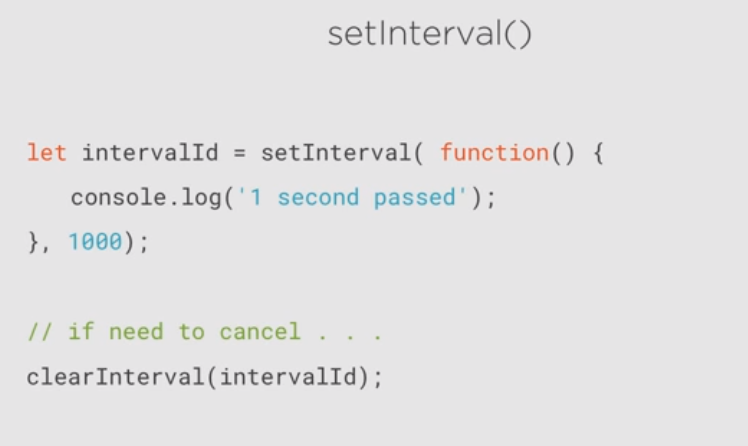 setInterval()
let intervalId = setInterval( function() {
console.log('1 second passed');
}, 1000);
// if need to cancel . . .
clearInterval(intervalId);